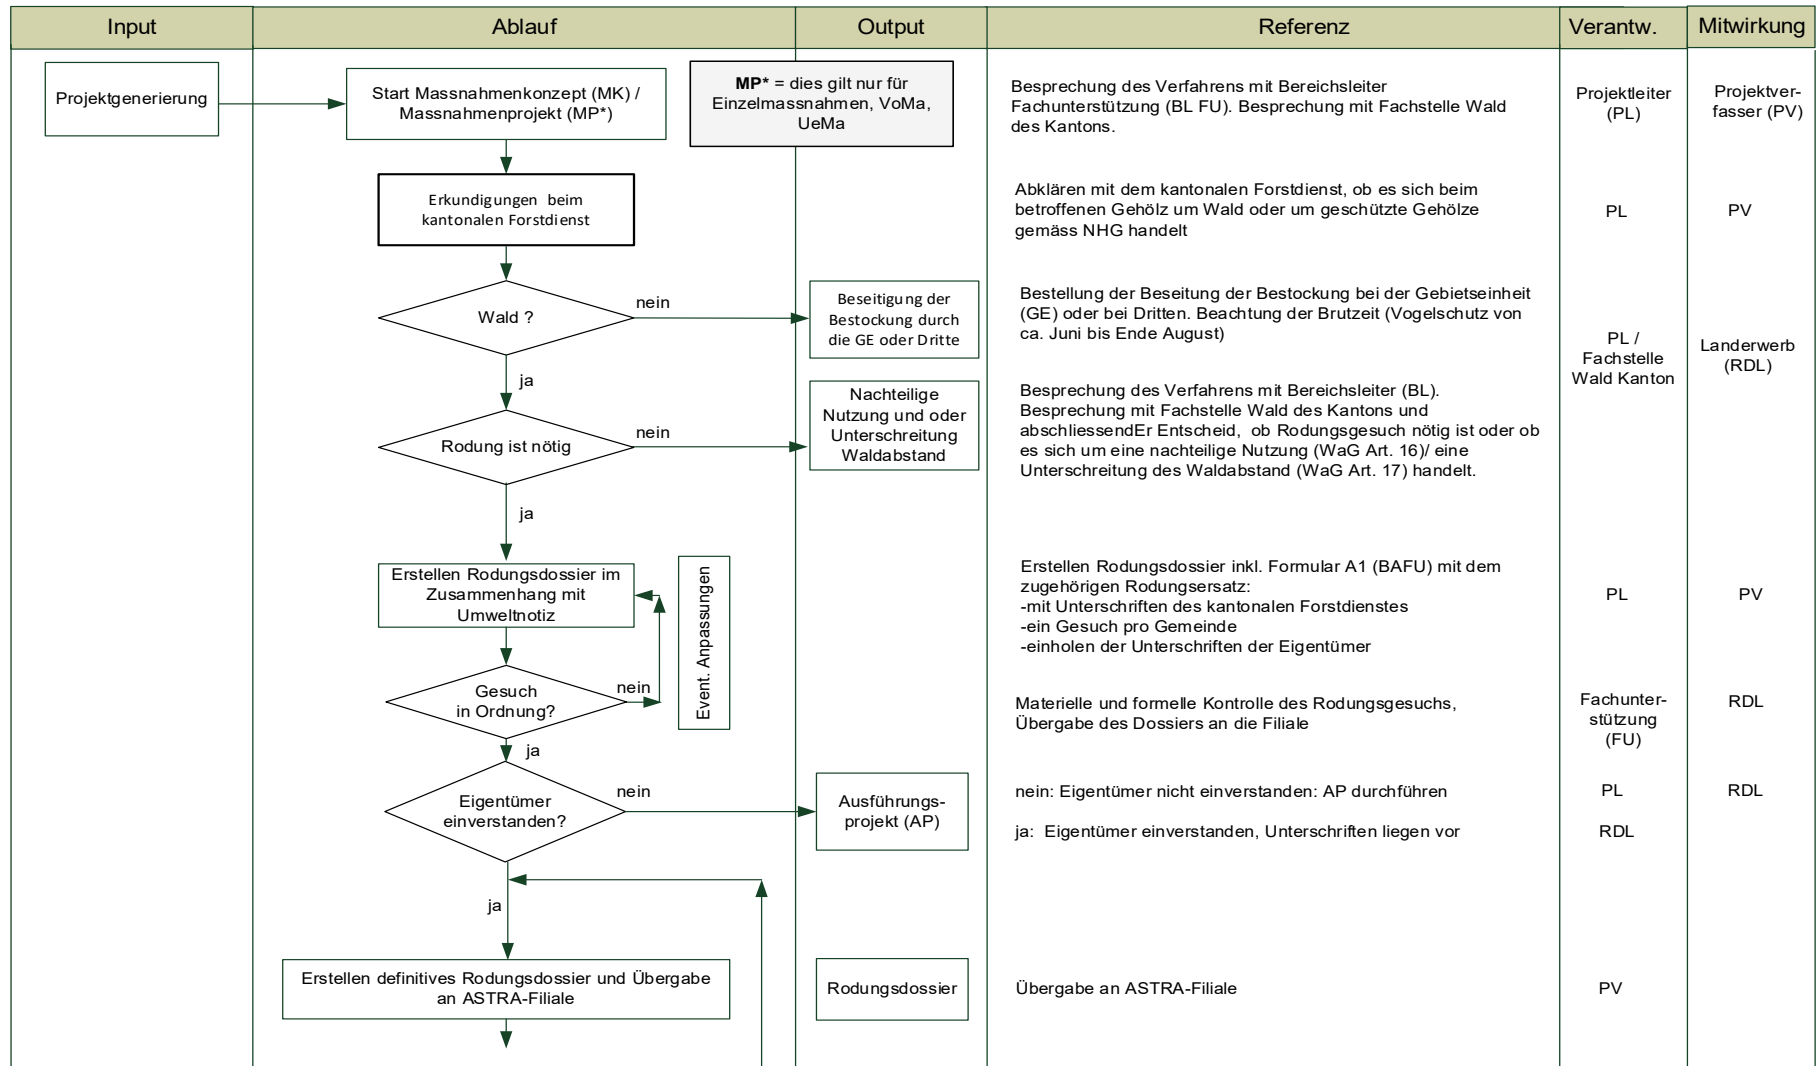 Input
Ablauf
Output
Referenz
Verantw.
Mitwirkung
Projektgenerierung
Start Massnahmenkonzept (MK) /
Massnahmenprojekt (MP*)
MP* = dies gilt nur für
Einzelmassnahmen, VoMa,
UeMa
Besprechung des Verfahrens mit Bereichsleiter
Fachunterstützung (BL FU). Besprechung mit Fachstelle Wald
des Kantons.
Projektleiter
(PL)
Projektver-
fasser (PV)
Erkundigungen beim
kantonalen Forstdienst
Abklären mit dem kantonalen Forstdienst, ob es sich beim
betroffenen Gehölz um Wald oder um geschützte Gehölze
gemäss NHG handelt
PL
PV
Wald ?
nein
ja
Beseitigung der
Bestockung durch
die GE oder Dritte
Bestellung der Beseitung der Bestockung bei der Gebietseinheit
(GE) oder bei Dritten. Beachtung der Brutzeit (Vogelschutz von
ca. Juni bis Ende August)
PL /
Fachstelle
Wald Kanton
Landerwerb
(RDL)
Rodung ist nötig
nein
ja
Nachteilige
Nutzung und oder
Unterschreitung
Waldabstand
Besprechung des Verfahrens mit Bereichsleiter (BL).
Besprechung mit Fachstelle Wald des Kantons und
abschliessendEr Entscheid, ob Rodungsgesuch nötig ist oder ob
es sich um eine nachteilige Nutzung (WaG Art. 16)/ eine
Unterschreitung des Waldabstand (WaG Art. 17) handelt.
Erstellen Rodungsdossier im
Zusammenhang mit
Umweltnotiz
Event. Anpassungen
Erstellen Rodungsdossier inkl. Formular A1 (BAFU) mit dem
zugehörigen Rodungsersatz:
-mit Unterschriften des kantonalen Forstdienstes
-ein Gesuch pro Gemeinde
-einholen der Unterschriften der Eigentümer
PL
PV
Gesuch
in Ordnung?
nein
ja
Materielle und formelle Kontrolle des Rodungsgesuchs,
Übergabe des Dossiers an die Filiale
Fachunter-
stützung
(FU)
RDL
Eigentümer
einverstanden?
nein
ja
Ausführungs-
projekt (AP)
nein: Eigentümer nicht einverstanden: AP durchführen
PL
RDL
ja: Eigentümer einverstanden, Unterschriften liegen vor
RDL
Erstellen definitives Rodungsdossier und Übergabe
an ASTRA-Filiale
Rodungsdossier
Übergabe an ASTRA-Filiale
PV